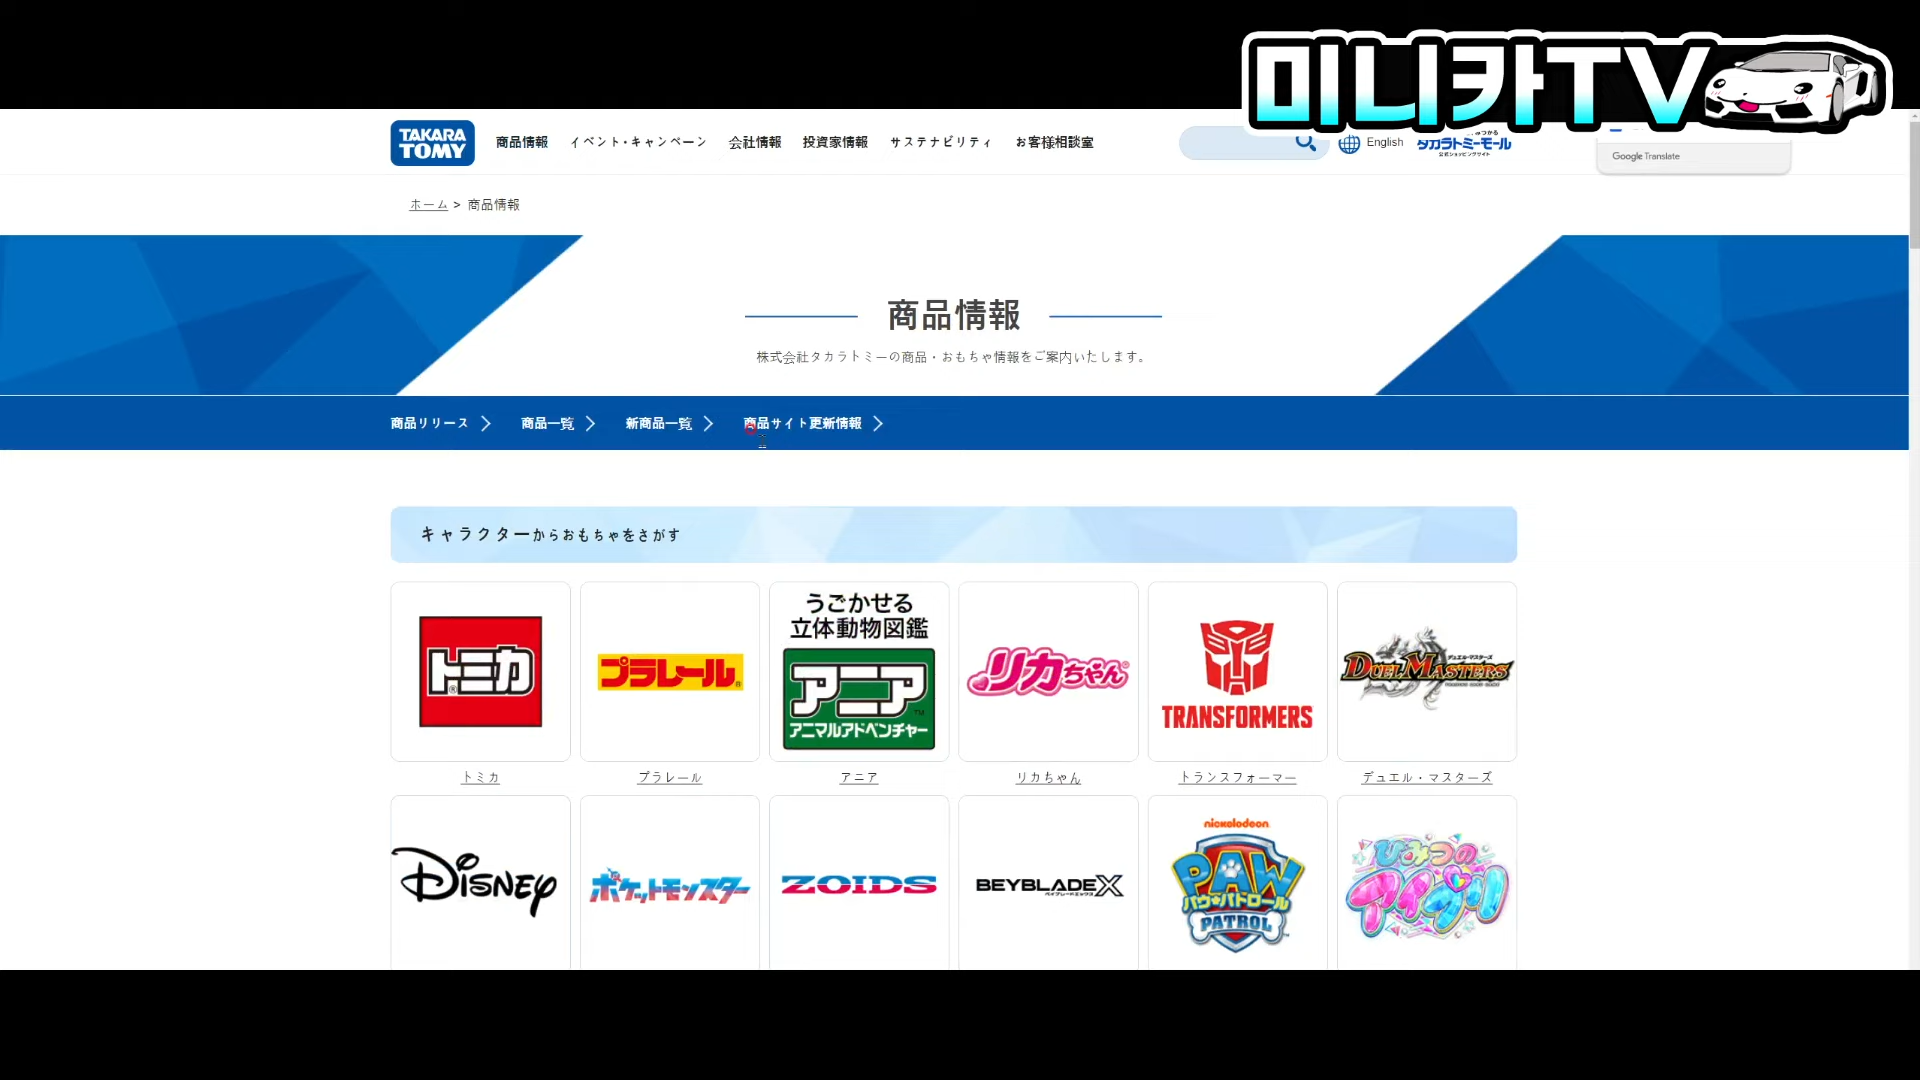 미니카TV
TAKARA TOMY
商品情報
イベント・キャンペーン
会社情報
投資家情報
サステナビリティ
お客様相談室
English
タカラトミーモール
Google Translate
ホーム > 商品情報
商品情報
株式会社タカラトミーの商品・おもちゃ情報をご案内いたします。
商品リリース
商品一覧
新商品一覧
商品サイト更新情報
キャラクターからおもちゃをさがす
トミカ
プラレール
うごかせる
立体動物図鑑
アニア
アニマルアドベンチャー
リカちゃん
TRANSFORMERS
デュエル・マスターズ
DUEL MASTERS
トミカ
プラレール
アニア
リカちゃん
トランスフォーマー
デュエル・マスターズ
Disney
ポケットモンスター
ZOIDS
BEYBLADE X
nickelodeon
PAW
パウ・パトロール
PATROL
ひみつの
アイプリ